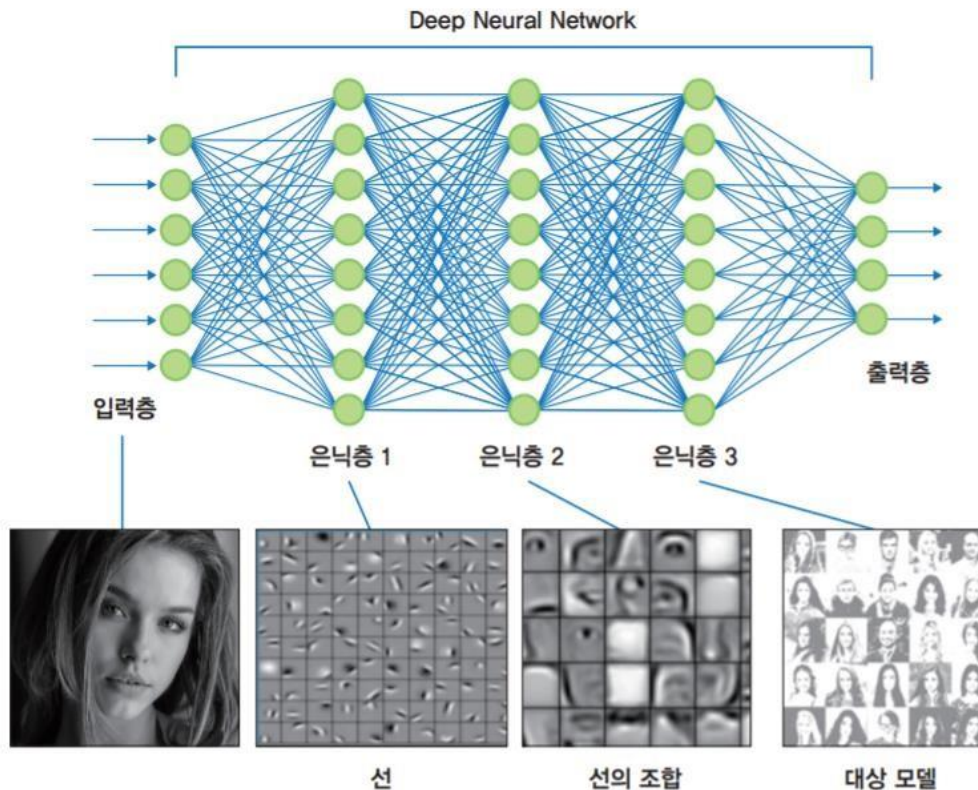 Deep Neural Network
입력층
출력층
은닉층 1
은닉층 2
은닉층 3
선
선의 조합
대상 모델